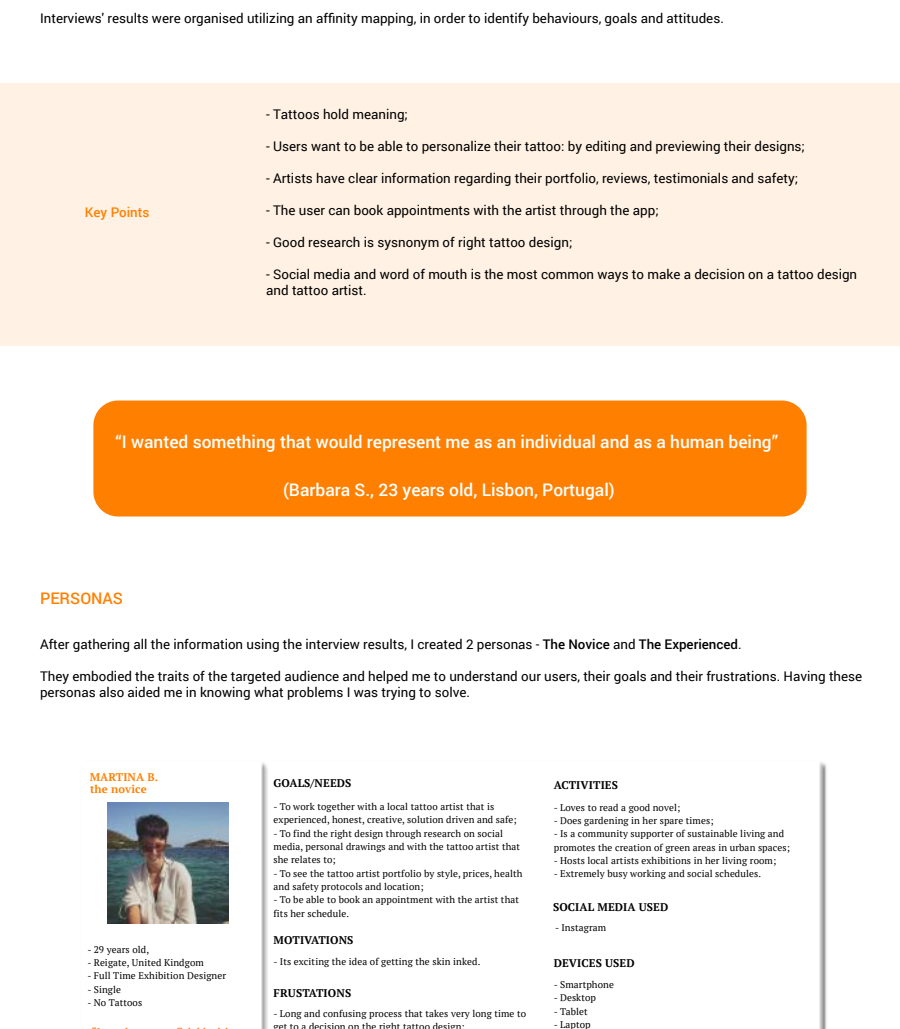 Interviews' results were organised utilizing an affinity mapping, in order to identify behaviours, goals and attitudes.
Key Points
- Tattoos hold meaning;
- Users want to be able to personalize their tattoo: by editing and previewing their designs;
- Artists have clear information regarding their portfolio, reviews, testimonials and safety;
- The user can book appointments with the artist through the app;
- Good research is sysnonym of right tattoo design;
- Social media and word of mouth is the most common ways to make a decision on a tattoo design
and tattoo artist.
“I wanted something that would represent me as an individual and as a human being”
(Barbara S., 23 years old, Lisbon, Portugal)
PERSONAS
After gathering all the information using the interview results, I created 2 personas - The Novice and The Experienced.
They embodied the traits of the targeted audience and helped me to understand our users, their goals and their frustrations. Having these
personas also aided me in knowing what problems I was trying to solve.
MARTINA B.
the novice
- 29 years old,
- Reigate, United Kindgom
- Full Time Exhibition Designer
- Single
- No Tattoos
GOALS/NEEDS
- To work together with a local tattoo artist that is
experienced, honest, creative, solution driven and safe;
- To find the right design through research on social
media, personal drawings and with the tattoo artist that
she relates to;
- To see the tattoo artist portfolio by style, prices, health
and safety protocols and location;
- To be able to book an appointment with the artist that
fits her schedule.
MOTIVATIONS
- Its exciting the idea of getting the skin inked.
FRUSTATIONS
- Long and confusing process that takes very long time to
get to a decision on the right tattoo design;
ACTIVITIES
- Loves to read a good novel;
- Does gardening in her spare times;
- Is a community supporter of sustainable living and
promotes the creation of green areas in urban spaces;
- Hosts local artists exhibitions in her living room;
- Extremely busy working and social schedules.
SOCIAL MEDIA USED
- Instagram
DEVICES USED
- Smartphone
- Desktop
- Tablet
- Laptop